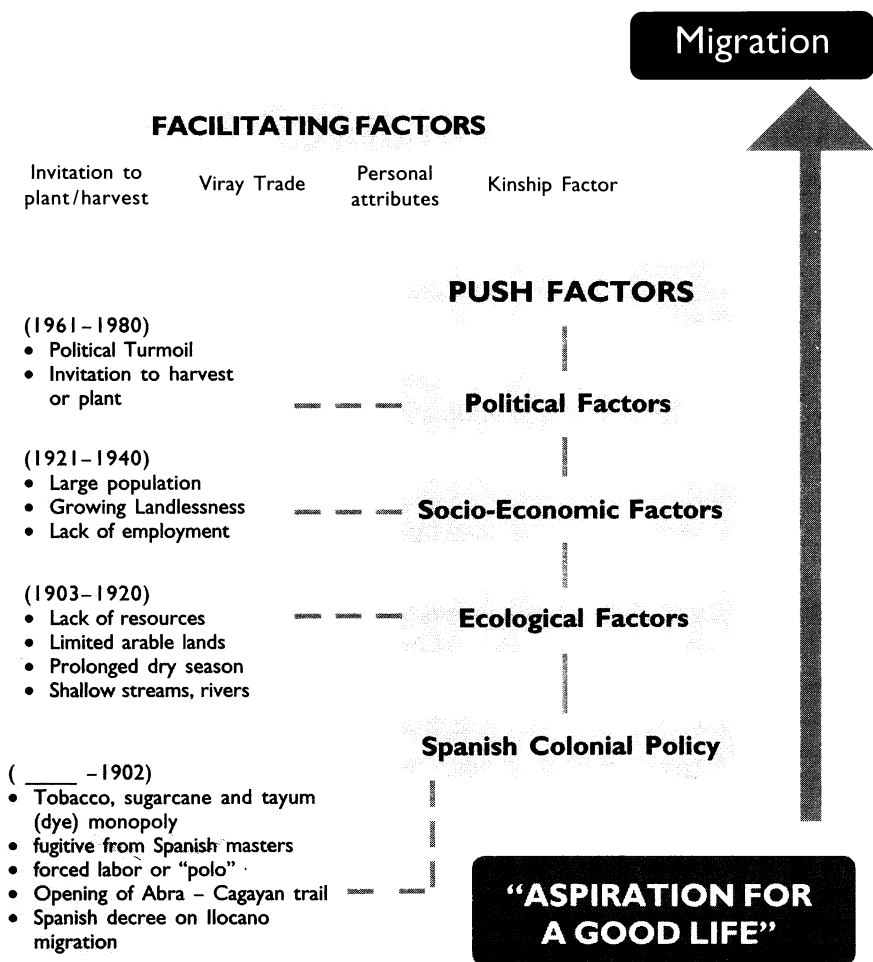 Migration
FACILITATING FACTORS
Invitation to
plant/harvest
Viray Trade
Personal
attributes
Kinship Factor
PUSH FACTORS
(1961–1980)
• Political Turmoil
• Invitation to harvest
or plant
Political Factors
(1921–1940)
• Large population
• Growing Landlessness
• Lack of employment
Socio-Economic Factors
(1903–1920)
• Lack of resources
• Limited arable lands
• Prolonged dry season
• Shallow streams, rivers
Ecological Factors
Spanish Colonial Policy
( ____ –1902)
• Tobacco, sugarcane and tayum
(dye) monopoly
• fugitive from Spanish masters
• forced labor or "polo"
• Opening of Abra – Cagayan trail
• Spanish decree on Ilocano
migration
"ASPIRATION FOR
A GOOD LIFE"